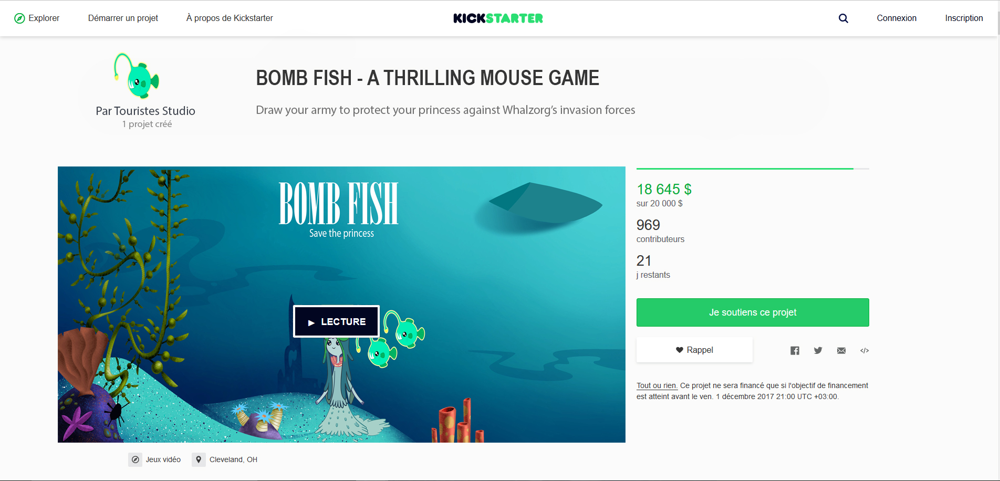 Explorer
Démarrer un projet
À propos de Kickstarter
KICKSTARTER
Connexion
Inscription
Par Touristes Studio
1 projet créé
BOMB FISH - A THRILLING MOUSE GAME
Draw your army to protect your princess against Whalzorg’s invasion forces
BOMB FISH
Save the princess
LECTURE
18 645 $
sur 20 000 $
969
contributeurs
21
j restants
Je soutiens ce projet
Rappel
Tout ou rien. Ce projet ne sera financé que si l'objectif de financement
est atteint avant le ven. 1 décembre 2017 21:00 UTC +03:00.
Jeux vidéo
Cleveland, OH